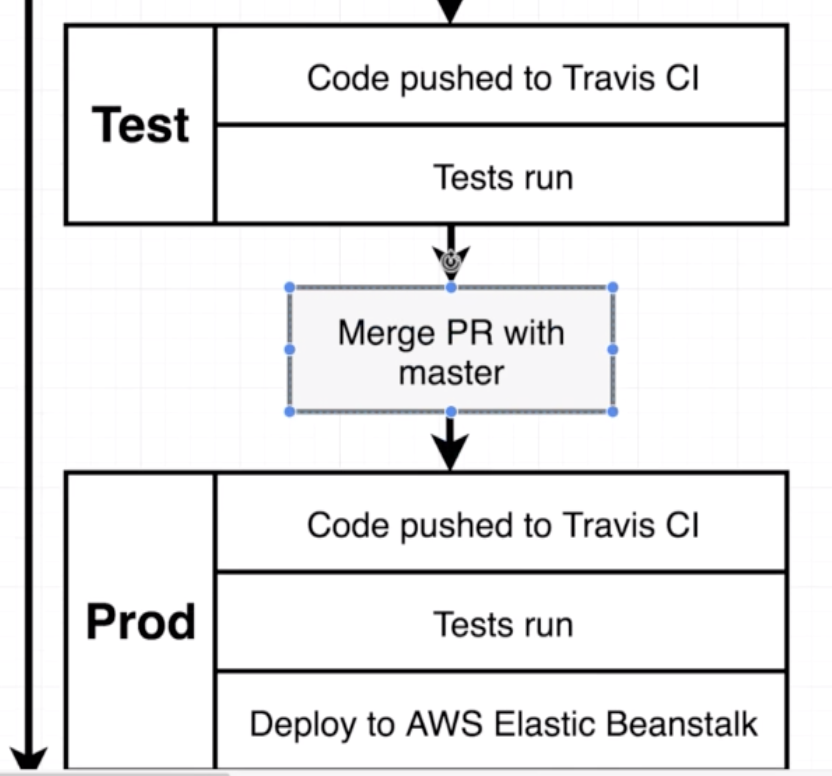 Test
Code pushed to Travis CI
Tests run
Merge PR with
master
Prod
Code pushed to Travis CI
Tests run
Deploy to AWS Elastic Beanstalk